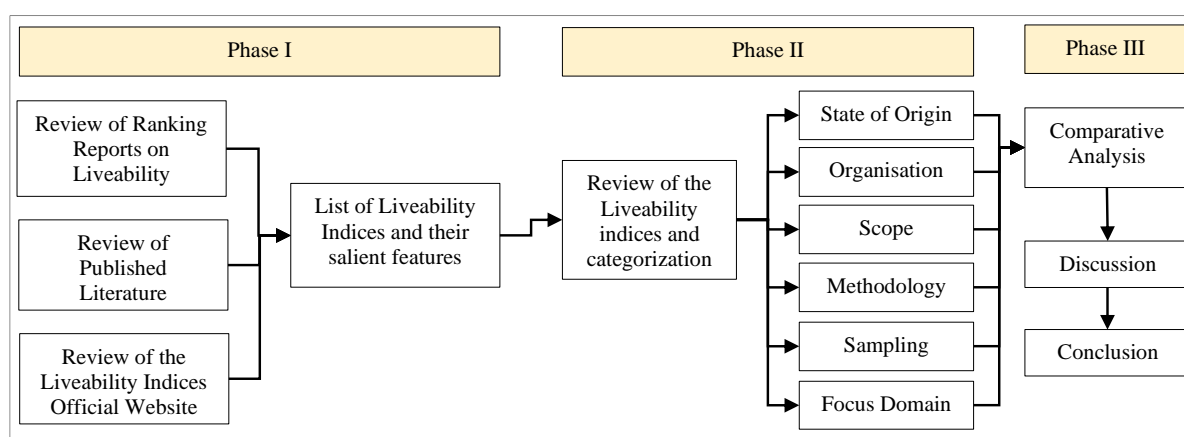 Phase I
Phase II
Phase III
Review of Ranking
Reports on
Liveability
Review of
Published
Literature
Review of the
Liveability Indices
Official Website
List of Liveability
Indices and their
salient features
Review of the
Liveability
indices and
categorization
State of Origin
Organisation
Scope
Methodology
Sampling
Focus Domain
Comparative
Analysis
Discussion
Conclusion